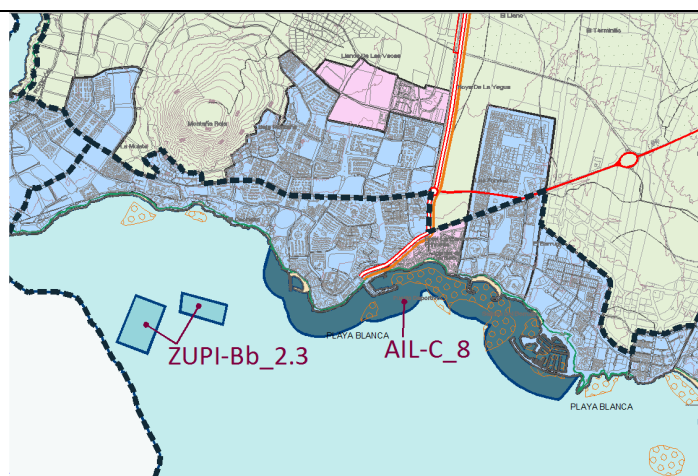 El Llano
El Terminillo
Llanos De Las Vacas
Hoya De La Yegua
Montaña Roja
ZUPI-Bb_2.3
AIL-C_8
PLAYA BLANCA
PLAYA BLANCA